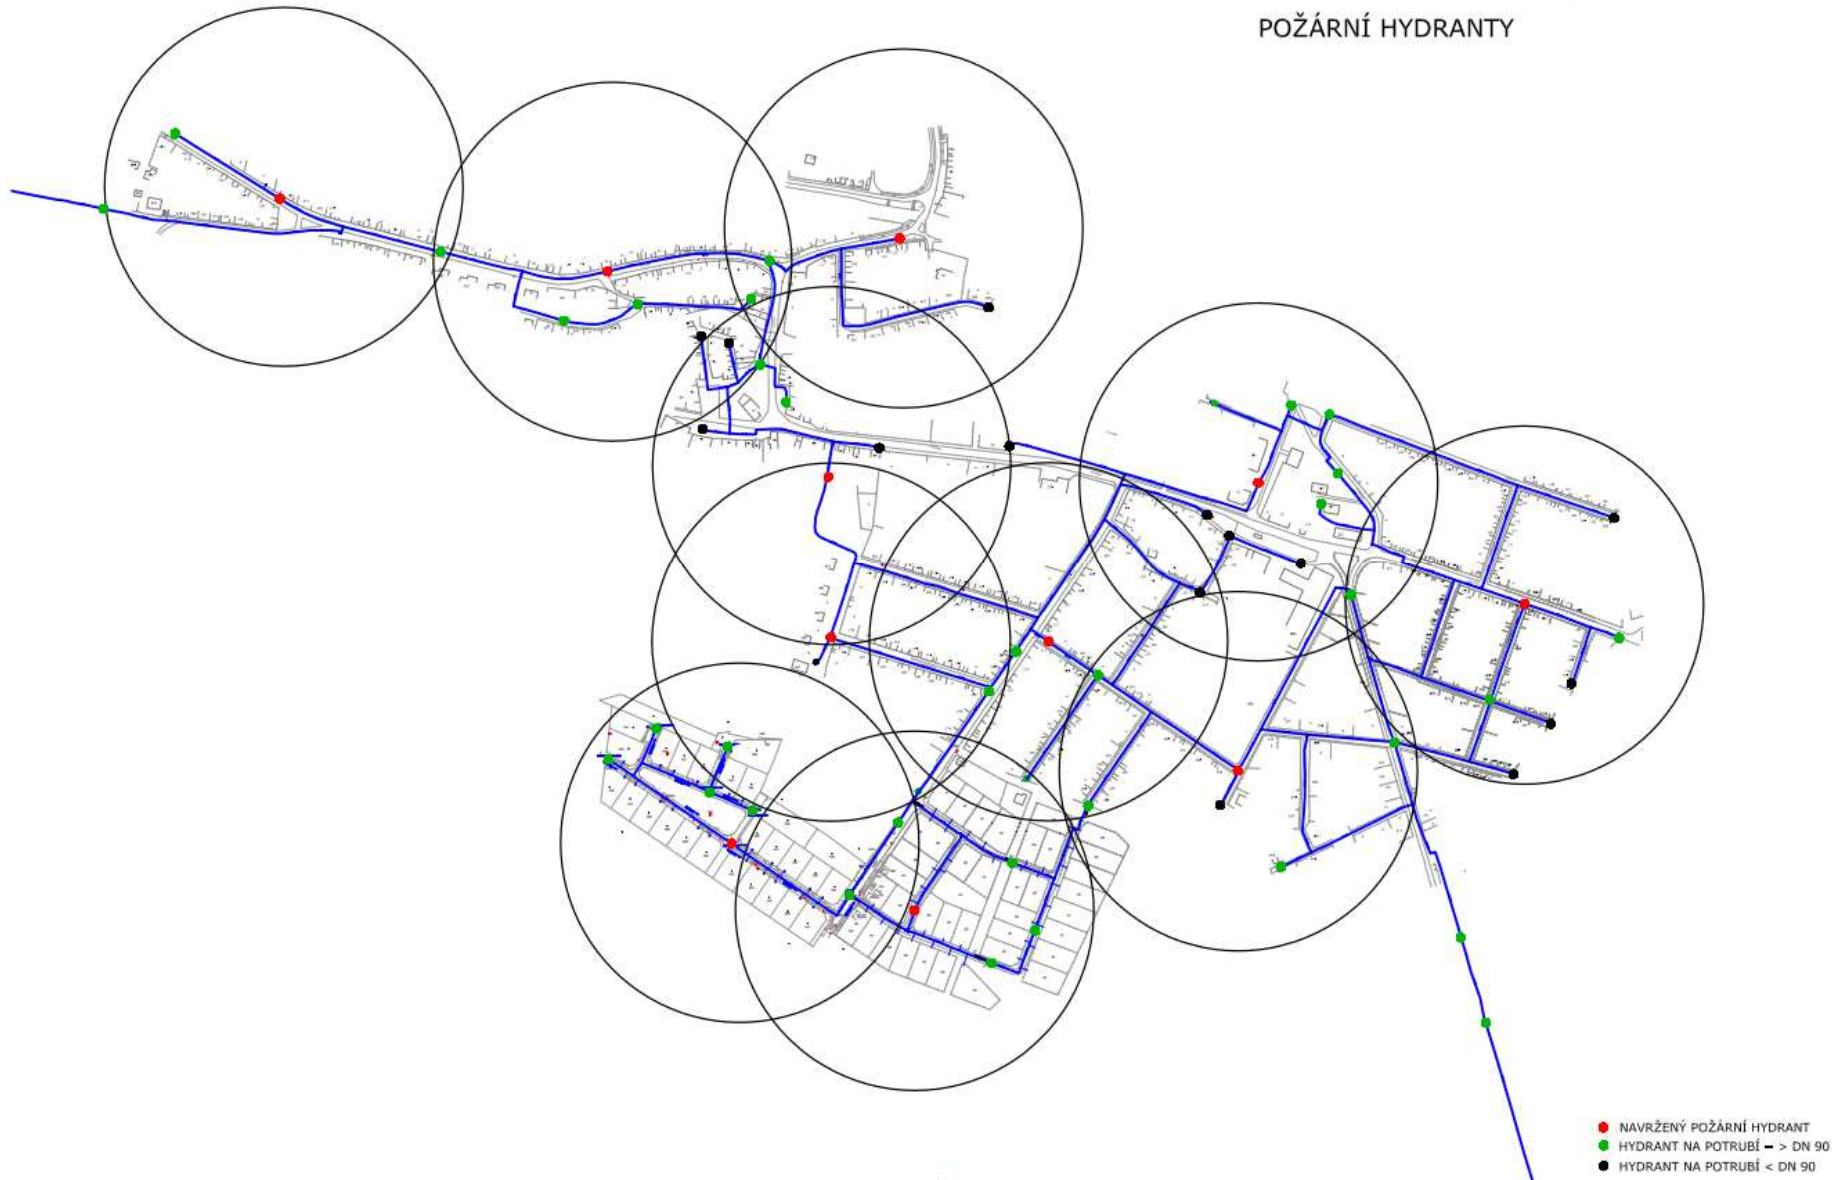 POŽÁRNÍ HYDRANTY
NAVRŽENÝ POŽÁRNÍ HYDRANT
HYDRANT NA POTRUBÍ - > DN 90
HYDRANT NA POTRUBÍ < DN 90